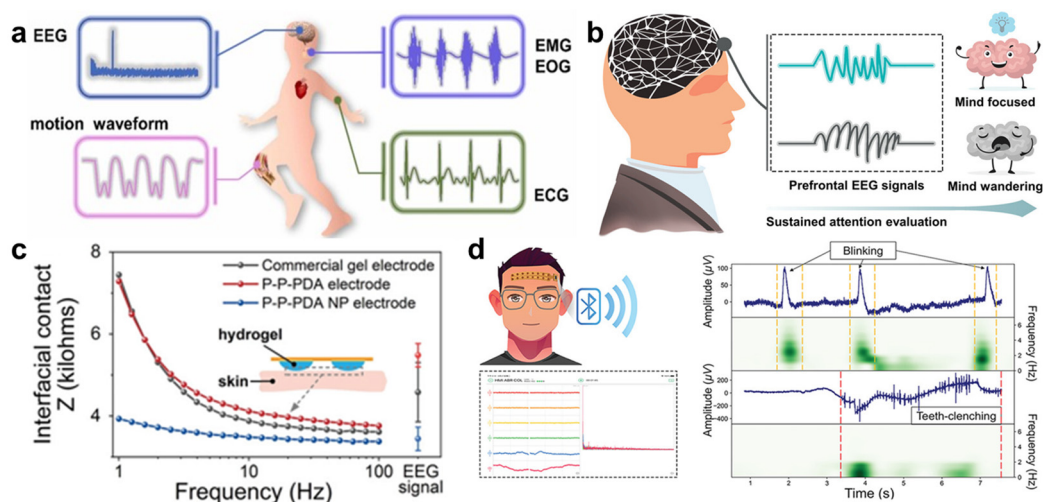 a
EEG
EMG
EOG
motion waveform
ECG
b
Mind focused
Prefrontal EEG signals
Mind wandering
Sustained attention evaluation
c
Interfacial contact
Z (kilohms)
8
6
4
Commercial gel electrode
P-P-PDA electrode
P-P-PDA NP electrode
hydrogel
skin
1
10
100
EEG
signal
Frequency (Hz)
d
Blinking
Amplitude (µV)
100
50
0
-50
6
4
2
0
Frequency (Hz)
Amplitude (µV)
200
0
-200
-400
Teeth-clenching
4
2
0
Frequency (Hz)
1
2
3
4
5
6
7
Time (s)